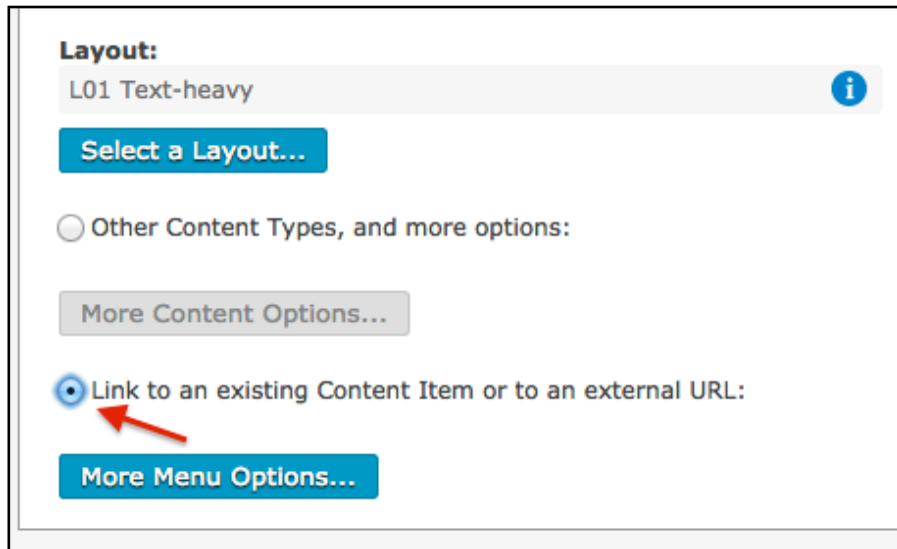 Layout:
L01 Text-heavy
i
Select a Layout...
Other Content Types, and more options:
More Content Options...
Link to an existing Content Item or to an external URL:
More Menu Options...